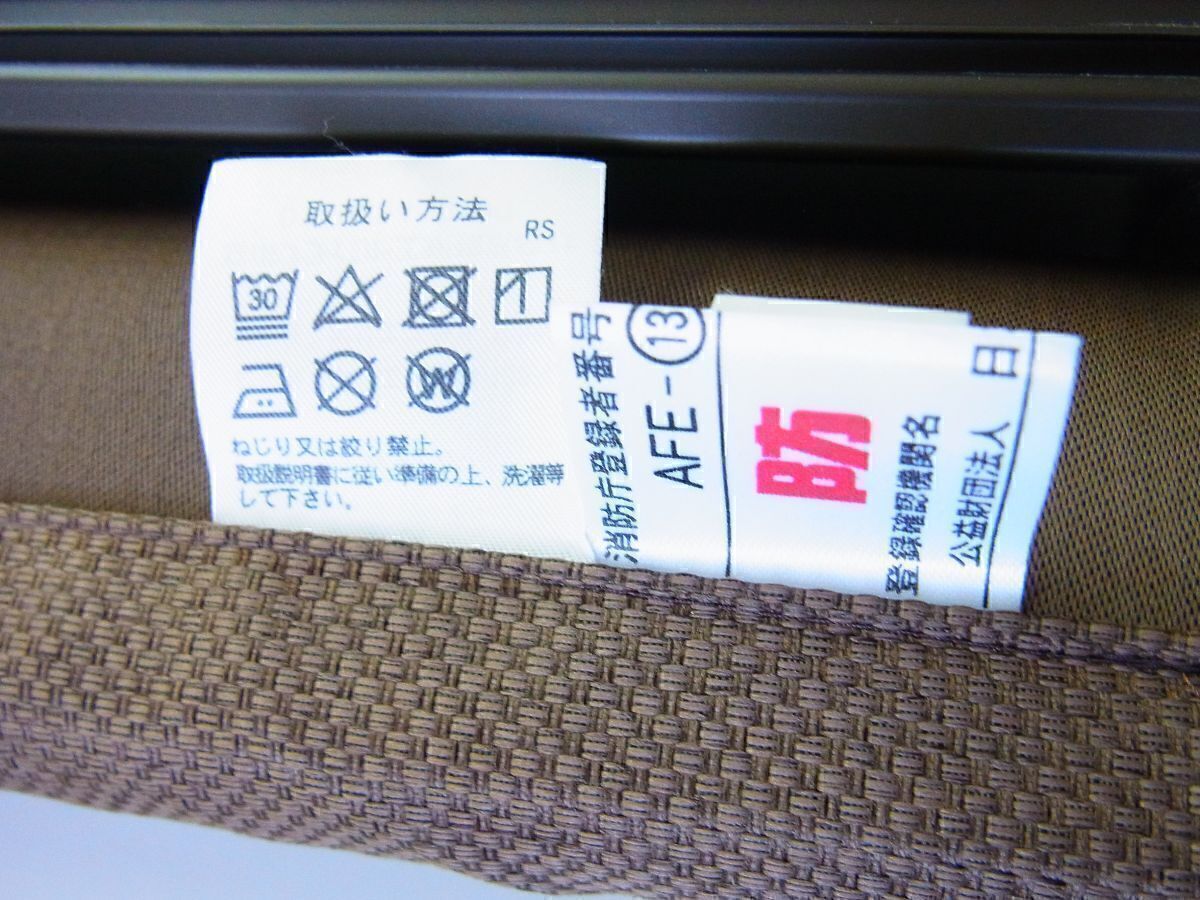 取扱い方法
RS
30
ねじり又は絞り禁止。
取扱説明書に従い準備の上、洗濯等
して下さい。
消防庁登録者番号
AFE-⑬
防
登録確認機関名
公益財団法人 日